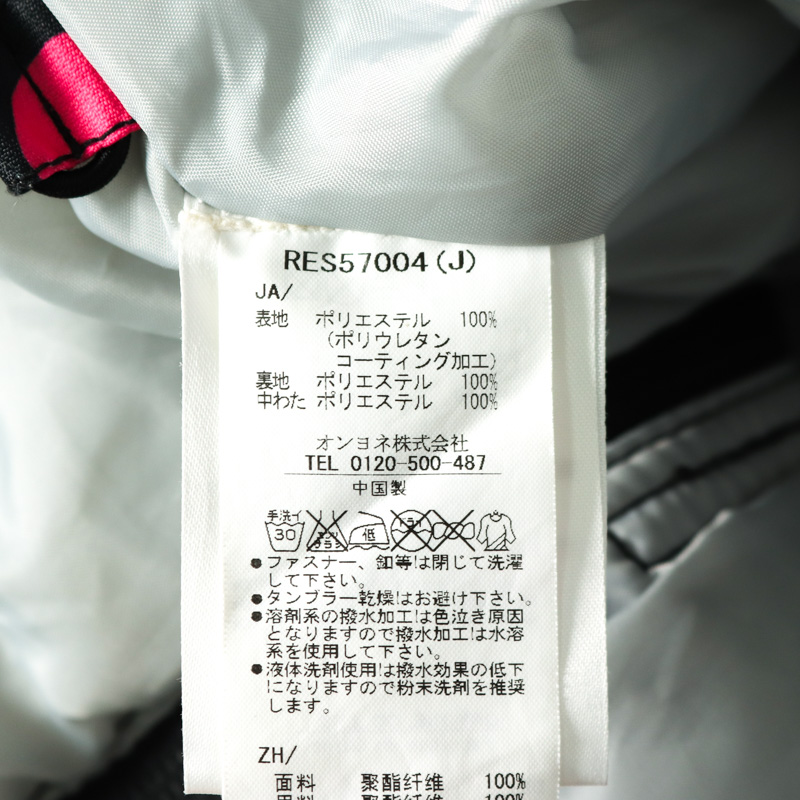 RES57004(J)
JA/
表地 ポリエステル 100%
(ポリウレタン
コーティング加工)
裏地 ポリエステル 100%
中わた ポリエステル 100%
オンヨネ株式会社
TEL 0120-500-487
中国製
手洗イ
30 エンソサラシ 低 ドライ
●ファスナー、釦等は閉じて洗濯
して下さい。
●タンブラー乾燥はお避け下さい。
●溶剤系の撥水加工は色泣き原因
となりますので撥水加工は水溶
系を使用して下さい。
●液体洗剤使用は撥水効果の低下
になりますので粉末洗剤を推奨
します。
ZH/
面料 聚酯纤维 100%